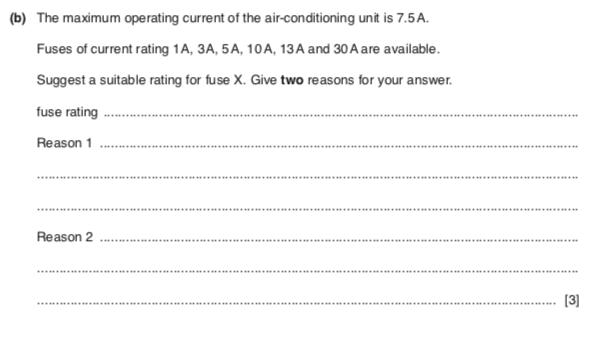 (b) The maximum operating current of the air-conditioning unit is 7.5 A.
Fuses of current rating 1 A, 3 A, 5 A, 10 A, 13 A and 30 A are available.
Suggest a suitable rating for fuse X. Give two reasons for your answer.
fuse rating ..............................................................................................................................
Reason 1 ..............................................................................................................................
..............................................................................................................................
..............................................................................................................................
Reason 2 ..............................................................................................................................
..............................................................................................................................
.............................................................................................................................. [3]